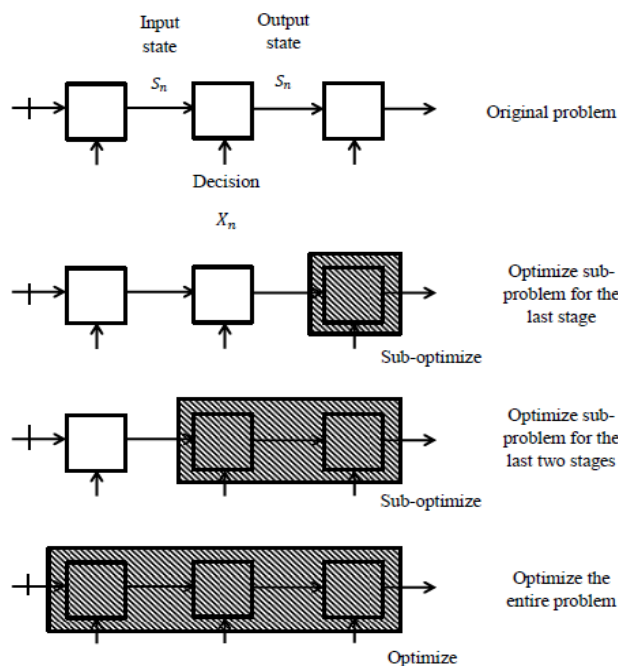 Input
state
Output
state
S_n
S_n
Original problem
Decision
X_n
Optimize sub-
problem for the
last stage
Sub-optimize
Optimize sub-
problem for the
last two stages
Sub-optimize
Optimize the
entire problem
Optimize